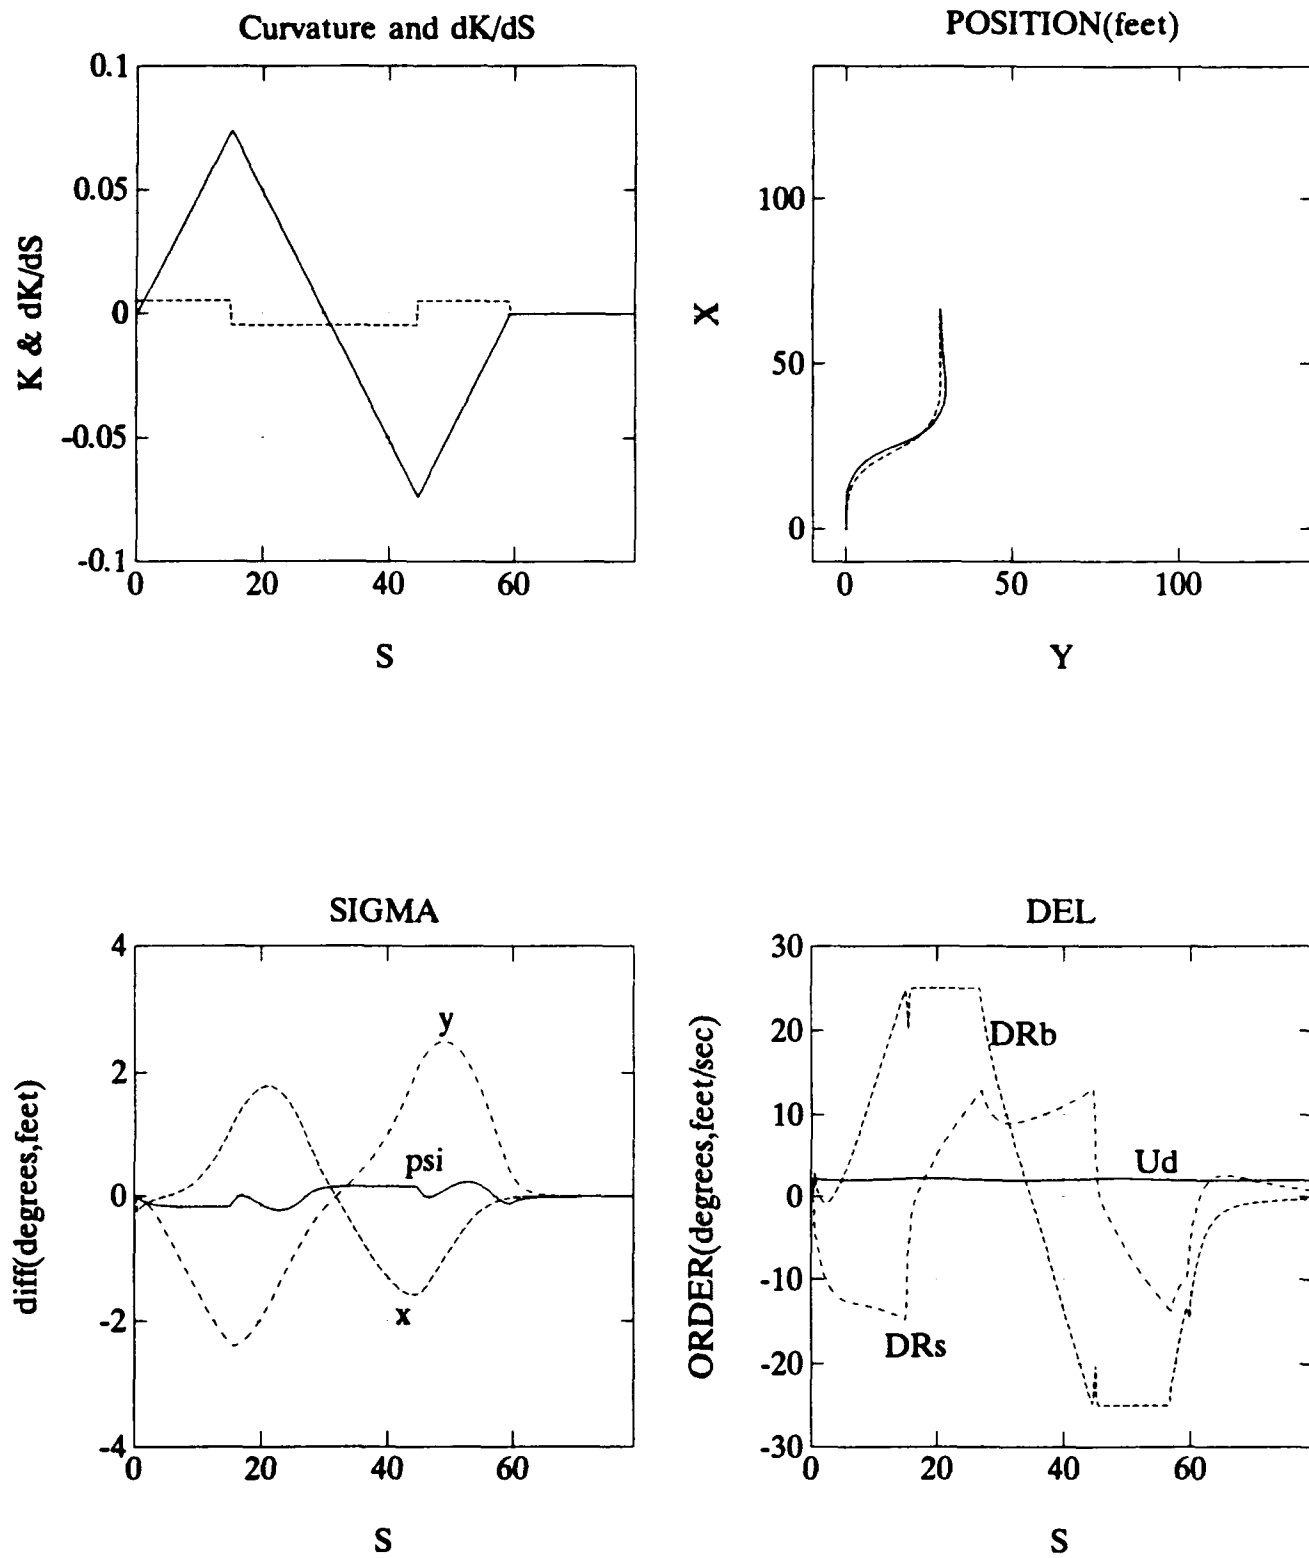 Curvature and dK/dS
0.1
0.05
0
-0.05
-0.1
K & dK/dS
0 20 40 60
S
POSITION(feet)
100
50
0
X
0 50 100
Y
SIGMA
4
2
0
-2
-4
diff(degrees,feet)
y
psi
x
0 20 40 60
S
DEL
30
20
10
0
-10
-20
-30
ORDER(degrees,feet/sec)
DRb
Ud
DRs
0 20 40 60
S